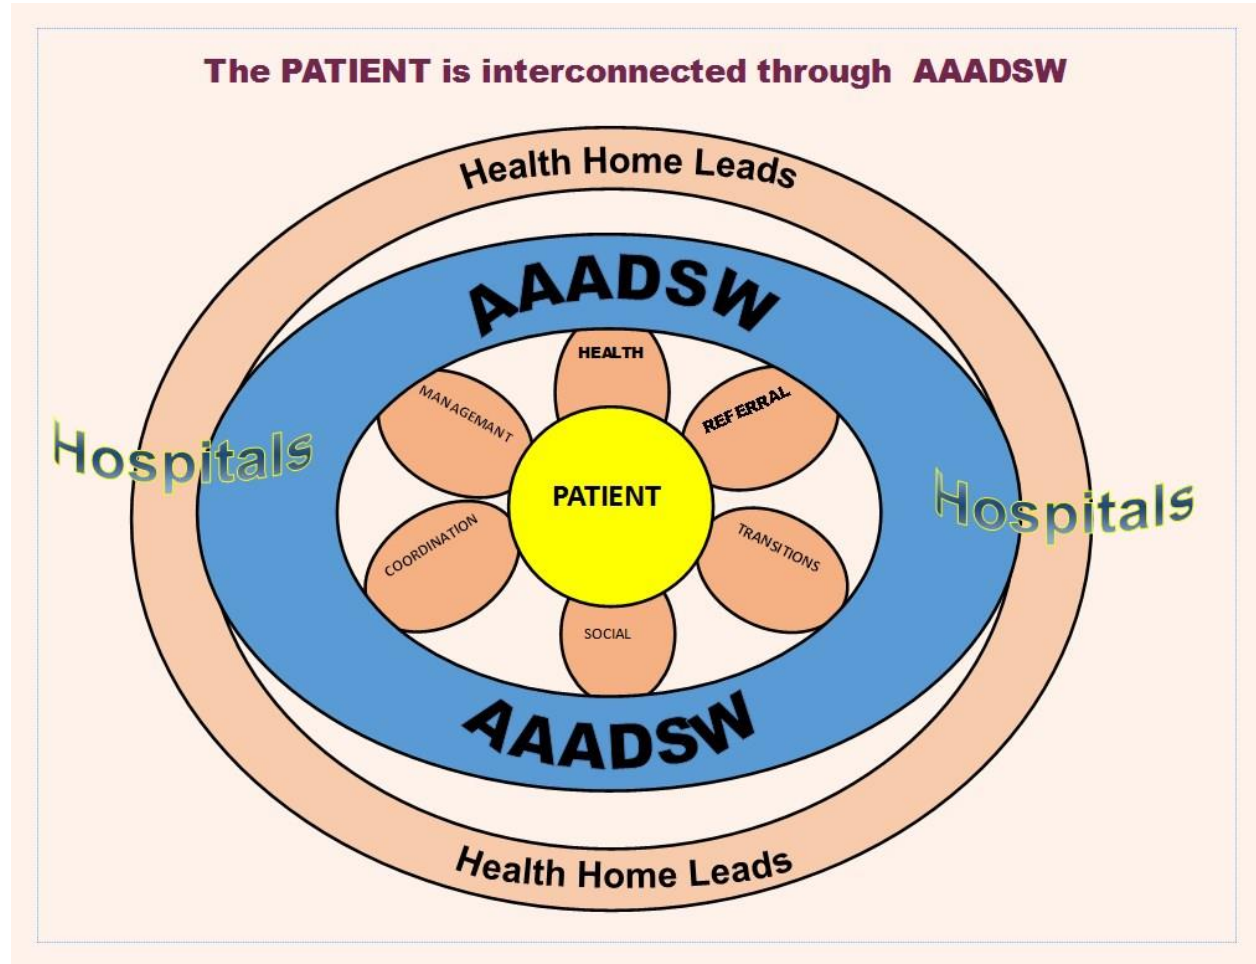 The PATIENT is interconnected through AAADSW
Health Home Leads
AAADSW
HEALTH
MANAGEMANT
REFERRAL
Hospitals
Hospitals
PATIENT
COORDINATION
TRANSITIONS
SOCIAL
AAADSW
Health Home Leads